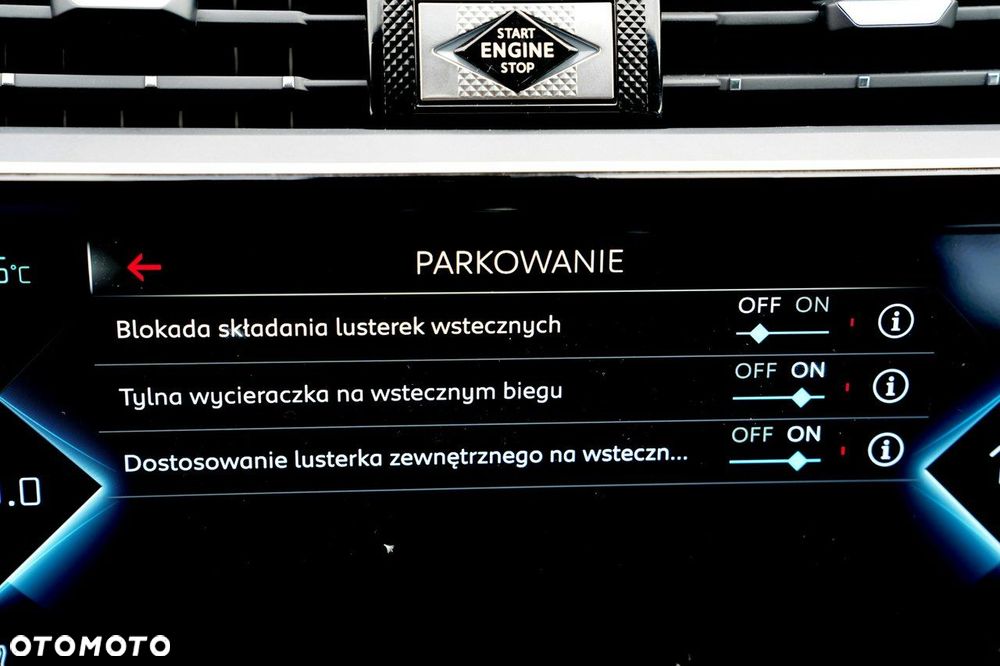 START
ENGINE
STOP
°C
PARKOWANIE
Blokada składania lusterek wstecznych OFF ON
Tylna wycieraczka na wstecznym biegu OFF ON
Dostosowanie lusterka zewnętrznego na wsteczn... OFF ON
.0
OTOMOTO